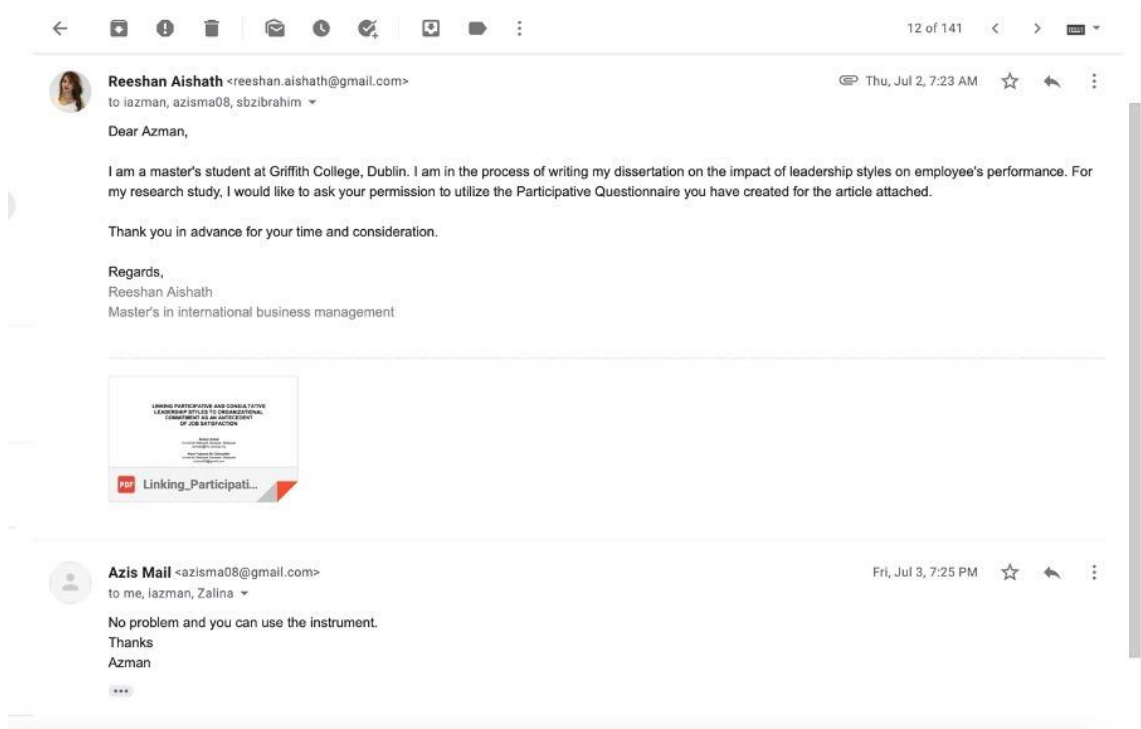 12 of 141
Reeshan Aishath <reeshan.aishath@gmail.com>
Thu, Jul 2, 7:23 AM
to iazman, azisma08, sbzibrahim
Dear Azman,
I am a master's student at Griffith College, Dublin. I am in the process of writing my dissertation on the impact of leadership styles on employee's performance. For
my research study, I would like to ask your permission to utilize the Participative Questionnaire you have created for the article attached.
Thank you in advance for your time and consideration.
Regards,
Reeshan Aishath
Master's in international business management
LINKING PARTICIPATIVE AND CONSULTATIVE
LEADERSHIP STYLES TO ORGANIZATIONAL
COMMITMENT AS AN ANTECEDENT
OF JOB SATISFACTION
PDF Linking_Participati...
Azis Mail <azisma08@gmail.com>
Fri, Jul 3, 7:25 PM
to me, iazman, Zalina
No problem and you can use the instrument.
Thanks
Azman